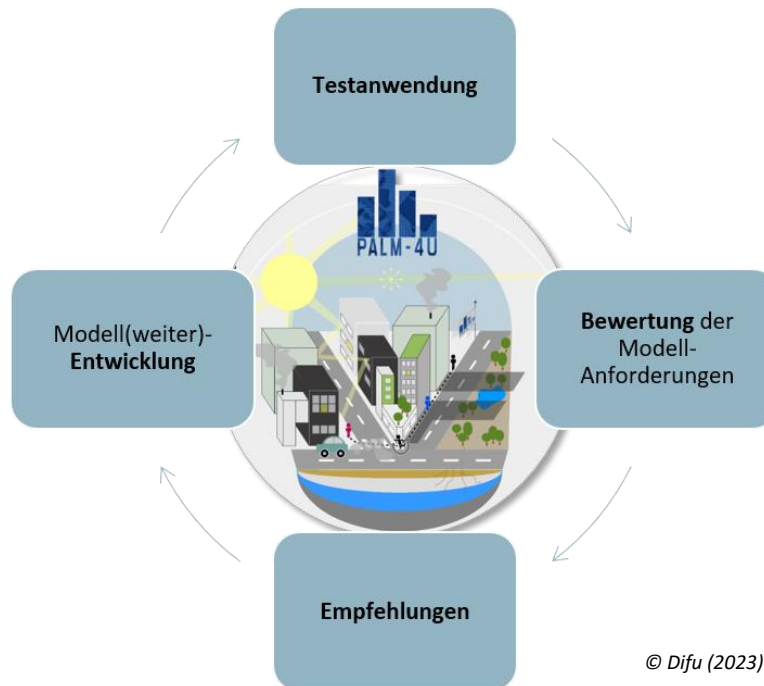 Testanwendung
PALM-4U
Modell(weiter)-
Entwicklung
Bewertung der
Modell-
Anforderungen
Empfehlungen
© Difu (2023)